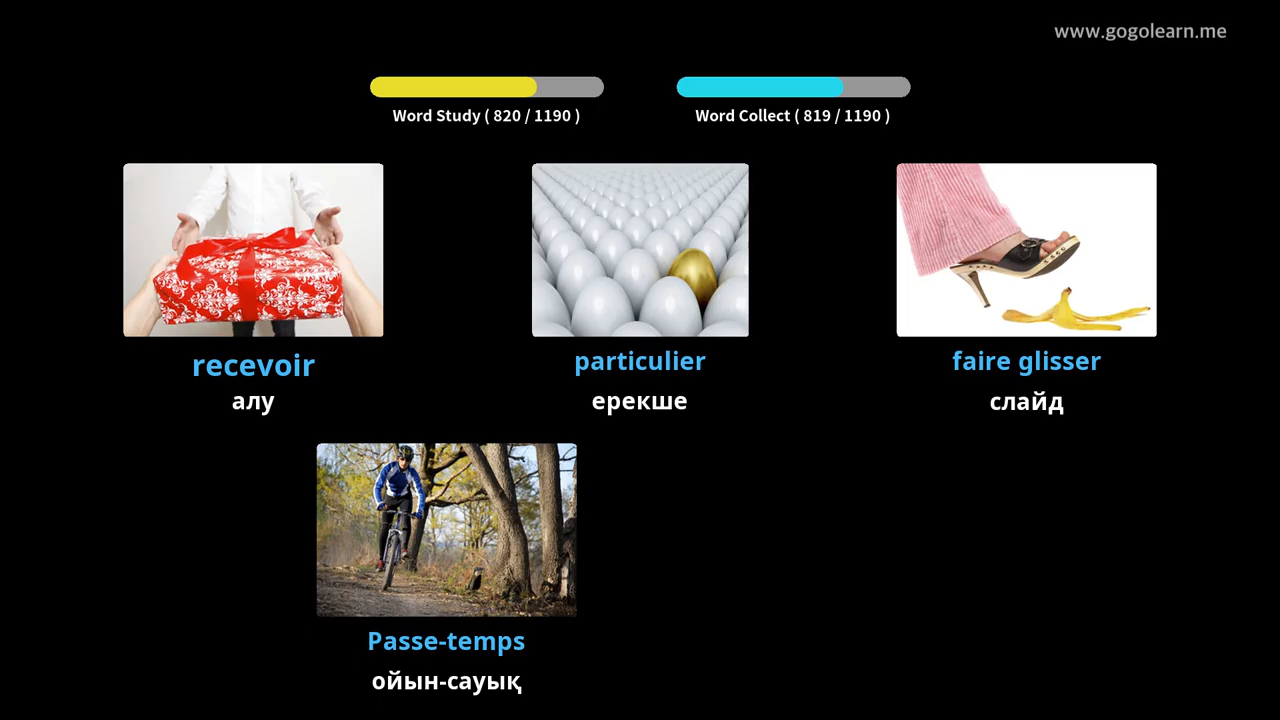 www.gogolearn.me
Word Study ( 820 / 1190 )
Word Collect ( 819 / 1190 )
recevoir
алу
particulier
ерекше
faire glisser
слайд
Passe-temps
ойын-сауық